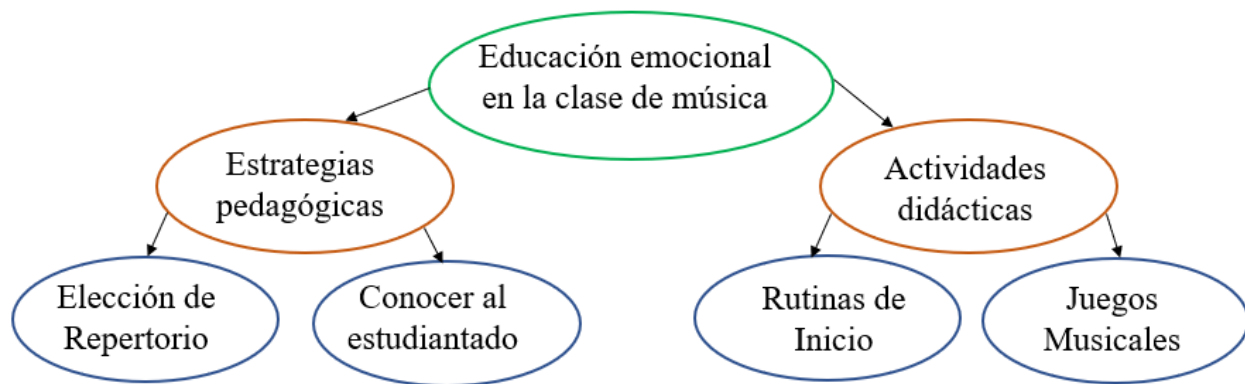 Educación emocional
en la clase de música
Estrategias
pedagógicas
Actividades
didácticas
Elección de
Repertorio
Conocer al
estudiantado
Rutinas de
Inicio
Juegos
Musicales